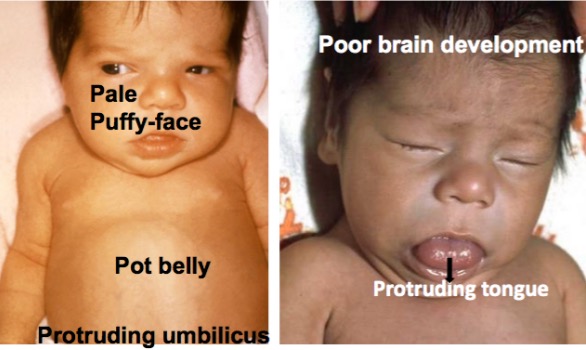 Pale
Puffy-face
Pot belly
Protruding umbilicus
Poor brain development
Protruding tongue